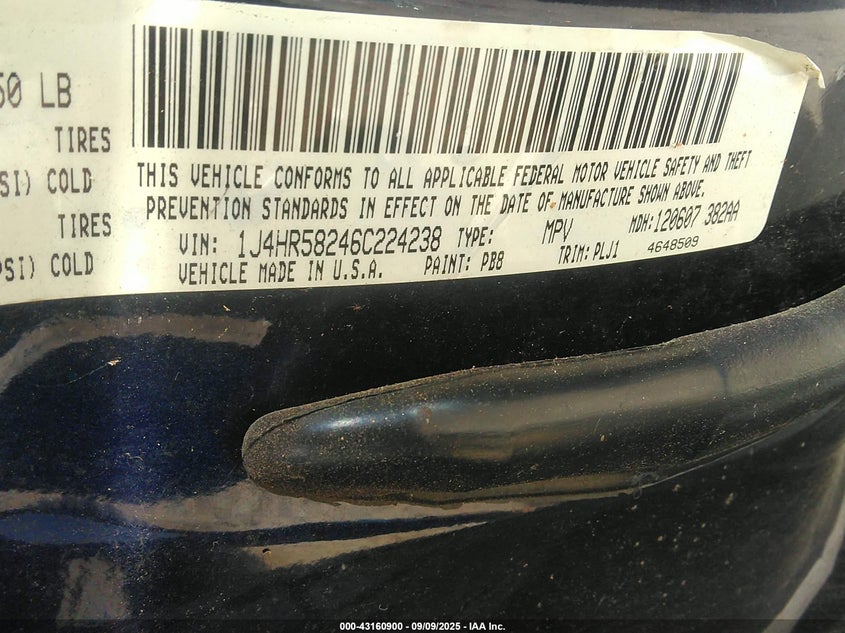 50 LB
TIRES
SI) COLD
TIRES
PSI) COLD
THIS VEHICLE CONFORMS TO ALL APPLICABLE FEDERAL MOTOR VEHICLE SAFETY AND THEFT
PREVENTION STANDARDS IN EFFECT ON THE DATE OF MANUFACTURE SHOWN ABOVE.
VIN: 1J4HR58246C224238 TYPE: MPV MDH: 120607 382AA
VEHICLE MADE IN U.S.A. PAINT: PB8 TRIM: PLJ1 4648509
000-43160900 - 09/09/2025 - IAA Inc.